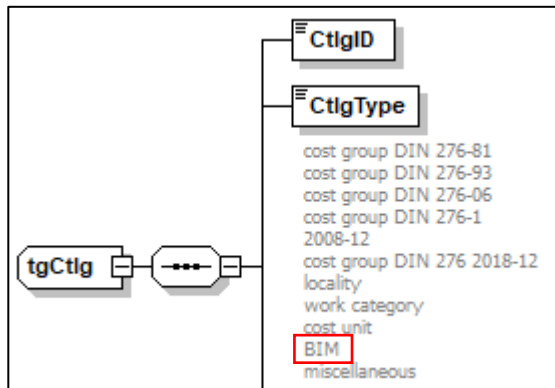 CtlgID
CtlgType
cost group DIN 276-81
cost group DIN 276-93
cost group DIN 276-06
cost group DIN 276-1
2008-12
cost group DIN 276 2018-12
tgCtlg
locality
work category
cost unit
BIM
miscellaneous